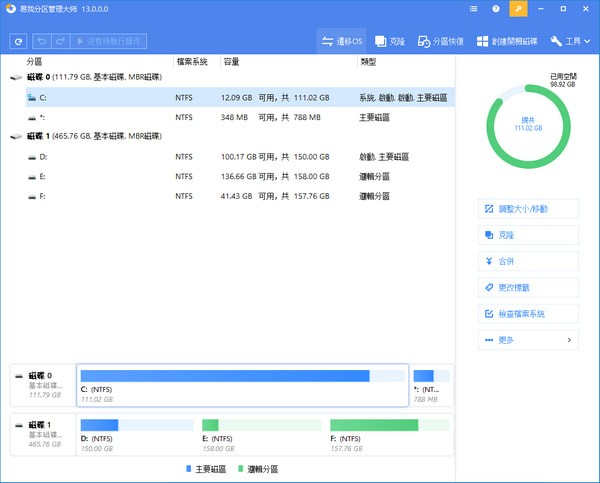 易我分区管理大师 13.0.0.0
没有待執行操作
遷移OS 克隆 分区恢復 創建開機磁碟 工具
分區 檔案系統 容量 類型
磁碟 0 (111.79 GB, 基本磁碟, MBR磁碟)
C: NTFS 12.09 GB 可用，共 111.02 GB 系統, 啟動, 啟動, 主要磁區
*: NTFS 348 MB 可用，共 788 MB 主要磁區
磁碟 1 (465.76 GB, 基本磁碟, MBR磁碟)
D: NTFS 100.17 GB 可用，共 150.00 GB 啟動, 主要磁區
E: NTFS 136.66 GB 可用，共 158.00 GB 邏輯分區
F: NTFS 41.43 GB 可用，共 157.76 GB 邏輯分區
已用空間
98.92 GB
總共
111.02 GB
調整大小/移動
克隆
合併
更改標籤
檢查檔案系統
更多
磁碟 0
基本磁碟...
111.79 GB
C: (NTFS)
111.02 GB
*: (NT...
788 MB
磁碟 1
基本磁碟...
465.76 GB
D: (NTFS)
150.00 GB
E: (NTFS)
158.00 GB
F: (NTFS)
157.76 GB
主要磁區 邏輯分區